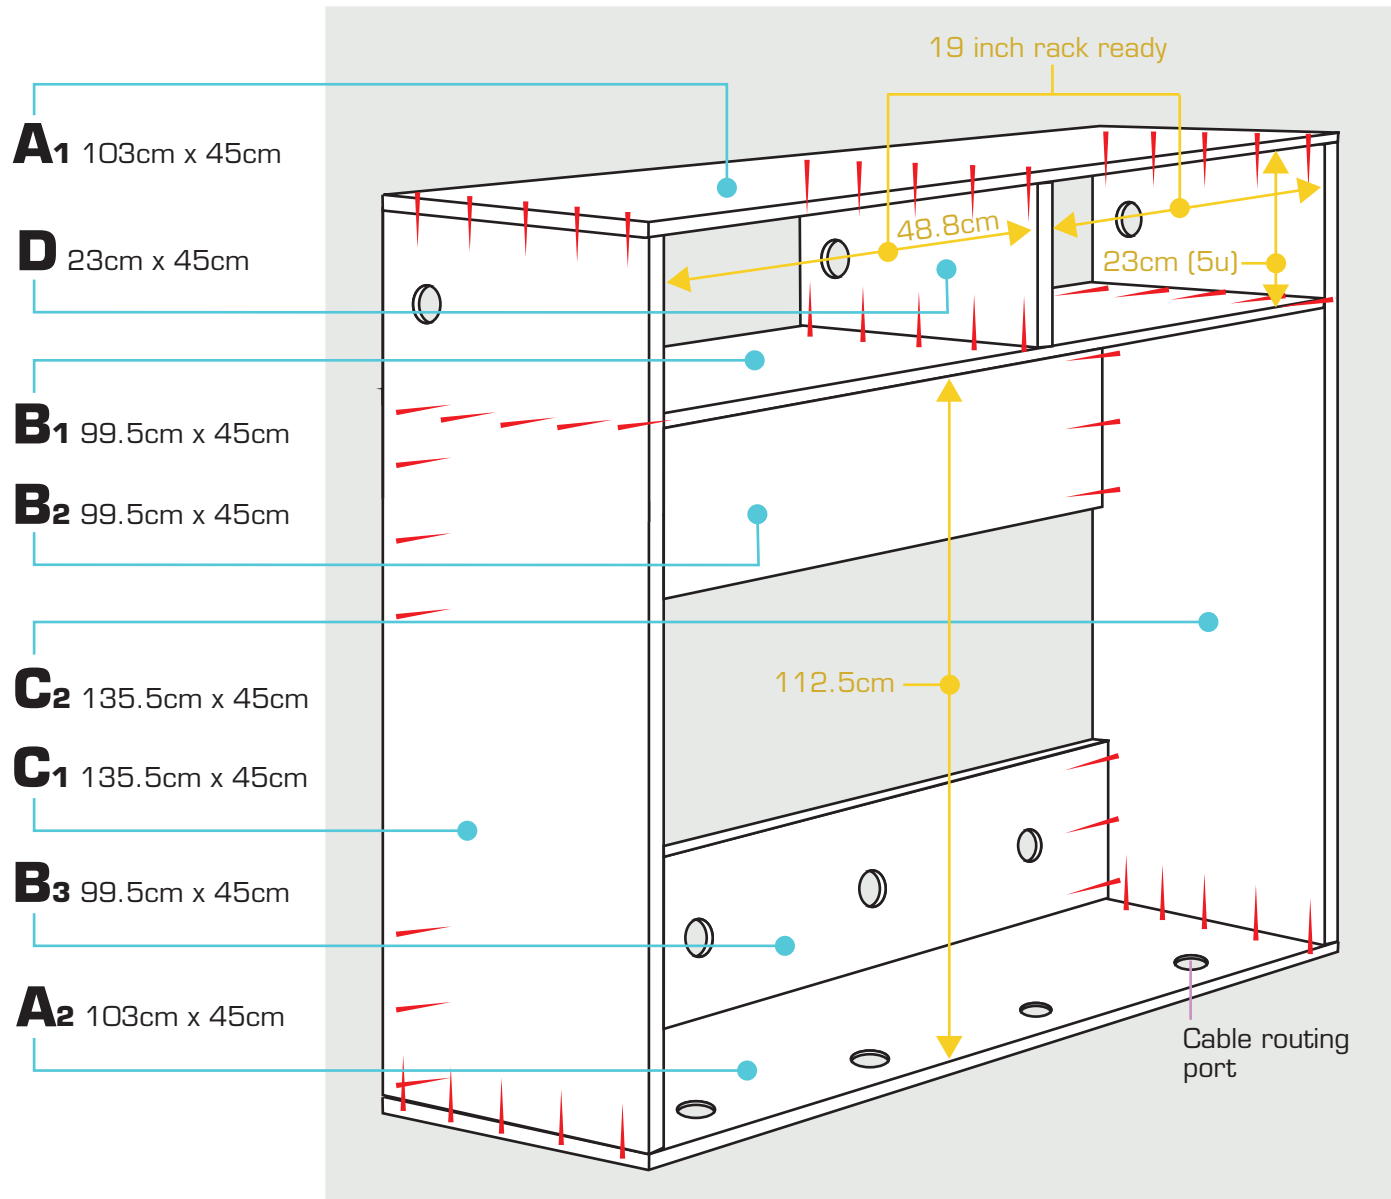 19 inch rack ready
A1 103cm x 45cm
D 23cm x 45cm
48.8cm
23cm (5u)
B1 99.5cm x 45cm
B2 99.5cm x 45cm
C2 135.5cm x 45cm
112.5cm
C1 135.5cm x 45cm
B3 99.5cm x 45cm
A2 103cm x 45cm
Cable routing
port